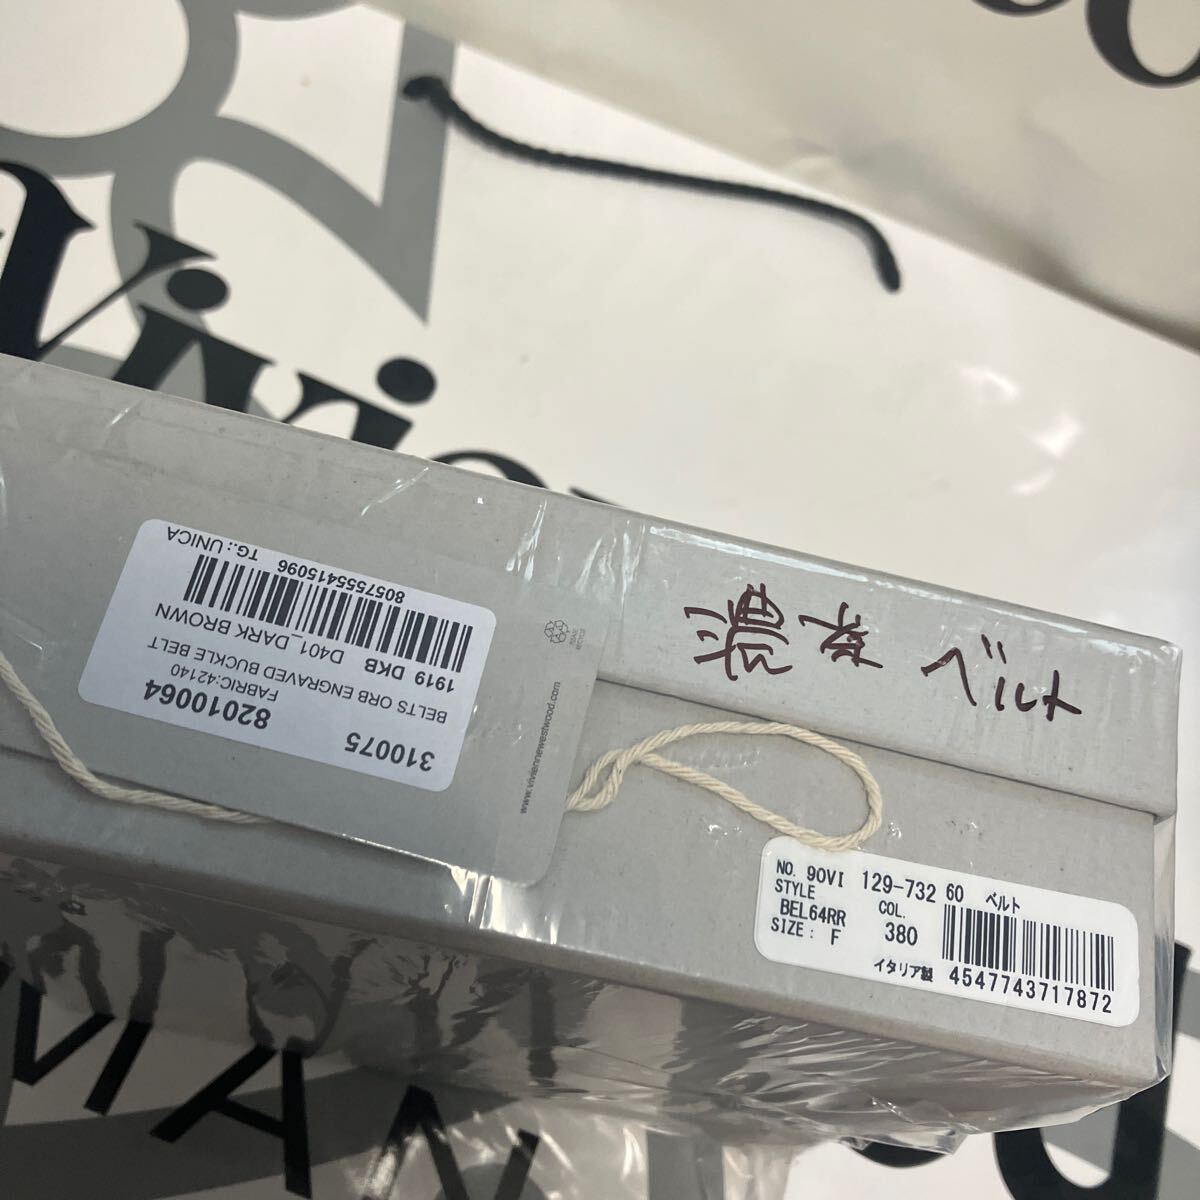 Vivien
濃茶 ベルト
310075
82010064
FABRIC:42140
BELTS ORB ENGRAVED BUCKLE BELT
1919 DKB D401_DARK BROWN
8057555415096
TG.: UNICA
www.viviennewestwood.com
NO. 90VI 129-732 60 ベルト
STYLE COL.
BEL64RR 380
SIZE: F
イタリア製
4547743717872
MAN